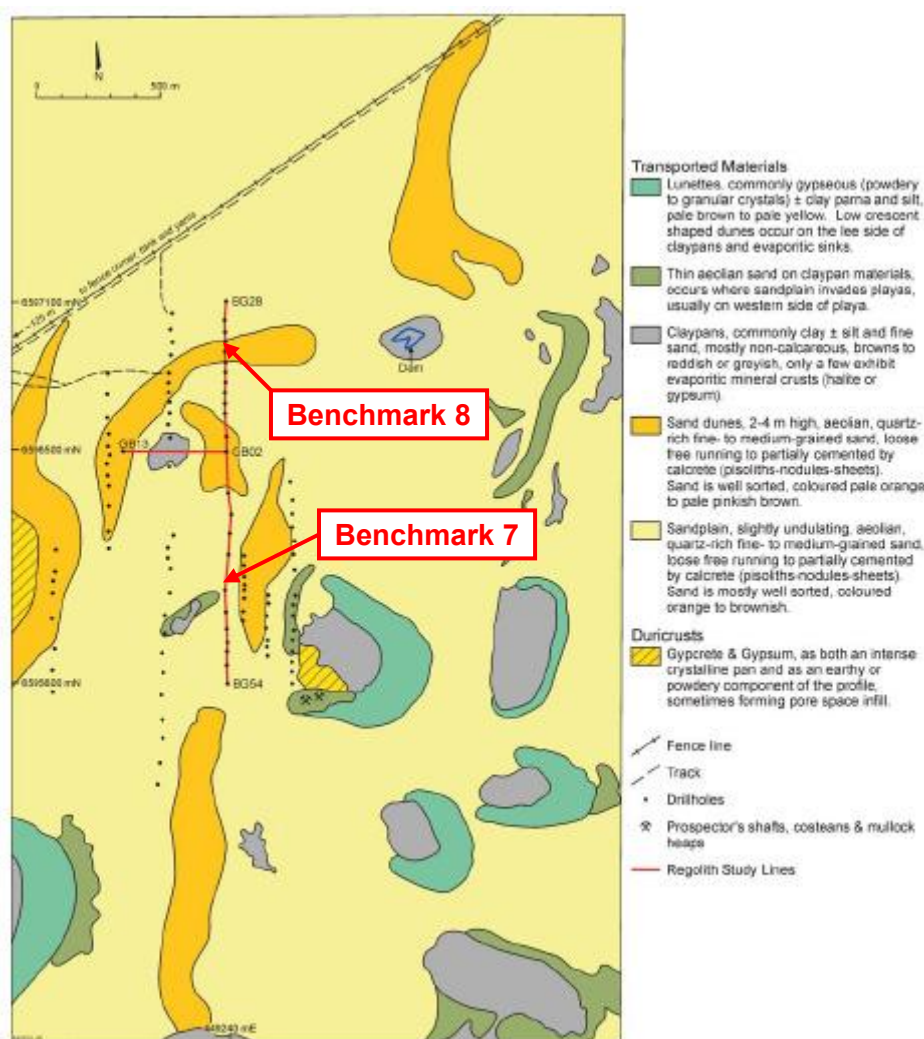 N
0
500 m
to fence corner, tank and yards
~125 m
6597100 mN
BG28
Dam
Benchmark 8
GB13
GB02
Benchmark 7
BG54
649240 mE
Transported Materials
Lunettes, commonly gypseous (powdery
to granular crystals) ± clay parna and silt,
pale brown to pale yellow. Low crescent
shaped dunes occur on the lee side of
claypans and evaporitic sinks.
Thin aeolian sand on claypan materials,
occurs where sandplain invades playas,
usually on western side of playa.
Claypans, commonly clay ± silt and fine
sand, mostly non-calcareous, browns to
reddish or greyish, only a few exhibit
evaporitic mineral crusts (halite or
gypsum).
Sand dunes, 2-4 m high, aeolian, quartz-
rich fine- to medium-grained sand, loose
free running to partially cemented by
calcrete (pisoliths-nodules-sheets).
Sand is well sorted, coloured pale orange
to pale pinkish brown.
Sandplain, slightly undulating, aeolian,
quartz-rich fine- to medium-grained sand,
loose free running to partially cemented
by calcrete (pisoliths-nodules-sheets).
Sand is mostly well sorted, coloured
orange to brownish.
Duricrusts
Gypcrete & Gypsum, as both an intense
crystalline pan and as an earthy or
powdery component of the profile,
sometimes forming pore space infill.
Fence line
Track
Drillholes
Prospector's shafts, costeans & mullock
heaps
Regolith Study Lines